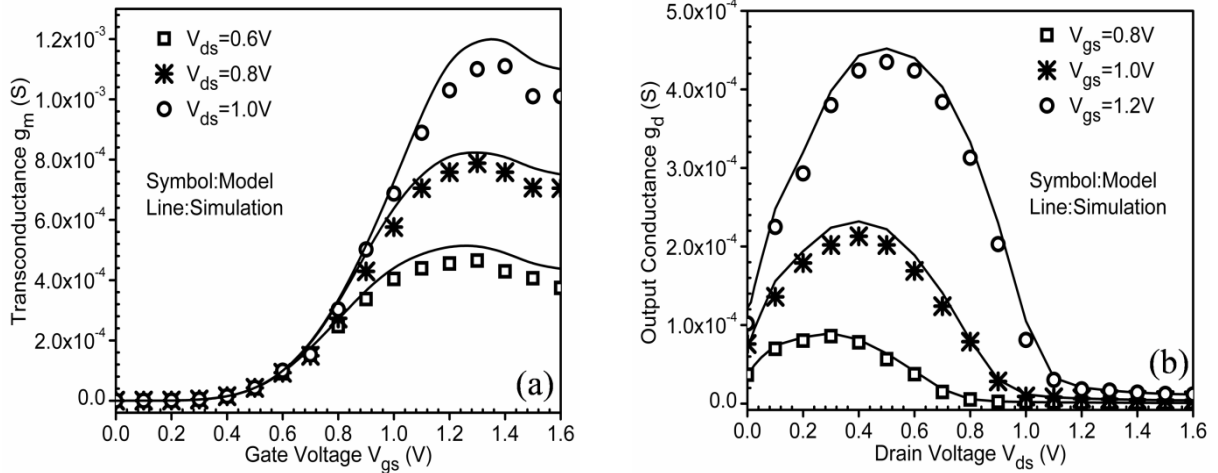 Transconductance g_m (S)
1.2x10^-3
1.0x10^-3
8.0x10^-4
6.0x10^-4
4.0x10^-4
2.0x10^-4
0.0
V_ds=0.6V
V_ds=0.8V
V_ds=1.0V
Symbol:Model
Line:Simulation
(a)
0.0 0.2 0.4 0.6 0.8 1.0 1.2 1.4 1.6
Gate Voltage V_gs (V)
Output Conductance g_d (S)
5.0x10^-4
4.0x10^-4
3.0x10^-4
2.0x10^-4
1.0x10^-4
0.0
V_gs=0.8V
V_gs=1.0V
V_gs=1.2V
Symbol:Model
Line:Simulation
(b)
0.0 0.2 0.4 0.6 0.8 1.0 1.2 1.4 1.6
Drain Voltage V_ds (V)